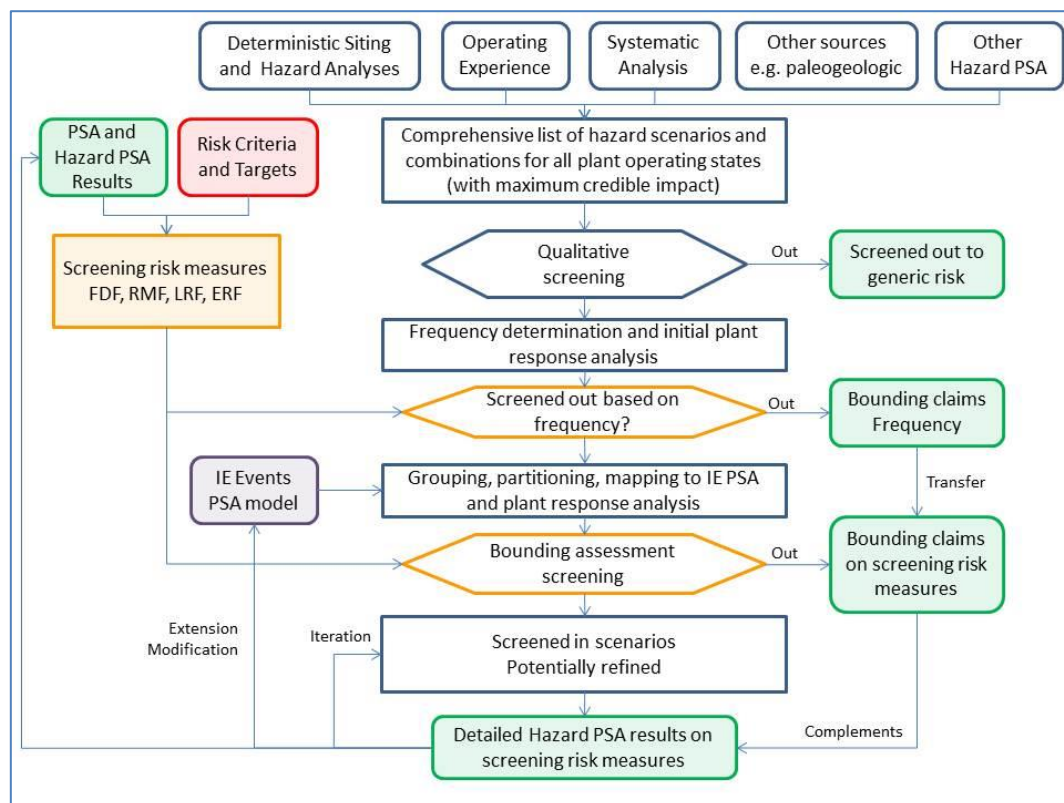 Deterministic Siting
and Hazard Analyses
Operating
Experience
Systematic
Analysis
Other sources
e.g. paleogeologic
Other
Hazard PSA
PSA and
Hazard PSA
Results
Risk Criteria
and Targets
Comprehensive list of hazard scenarios and
combinations for all plant operating states
(with maximum credible impact)
Screening risk measures
FDF, RMF, LRF, ERF
Qualitative
screening
Out
Screened out to
generic risk
Frequency determination and initial plant
response analysis
Screened out based on
frequency?
Out
Bounding claims
Frequency
IE Events
PSA model
Grouping, partitioning, mapping to IE PSA
and plant response analysis
Transfer
Bounding assessment
screening
Out
Bounding claims
on screening risk
measures
Extension
Modification
Iteration
Screened in scenarios
Potentially refined
Detailed Hazard PSA results on
screening risk measures
Complements